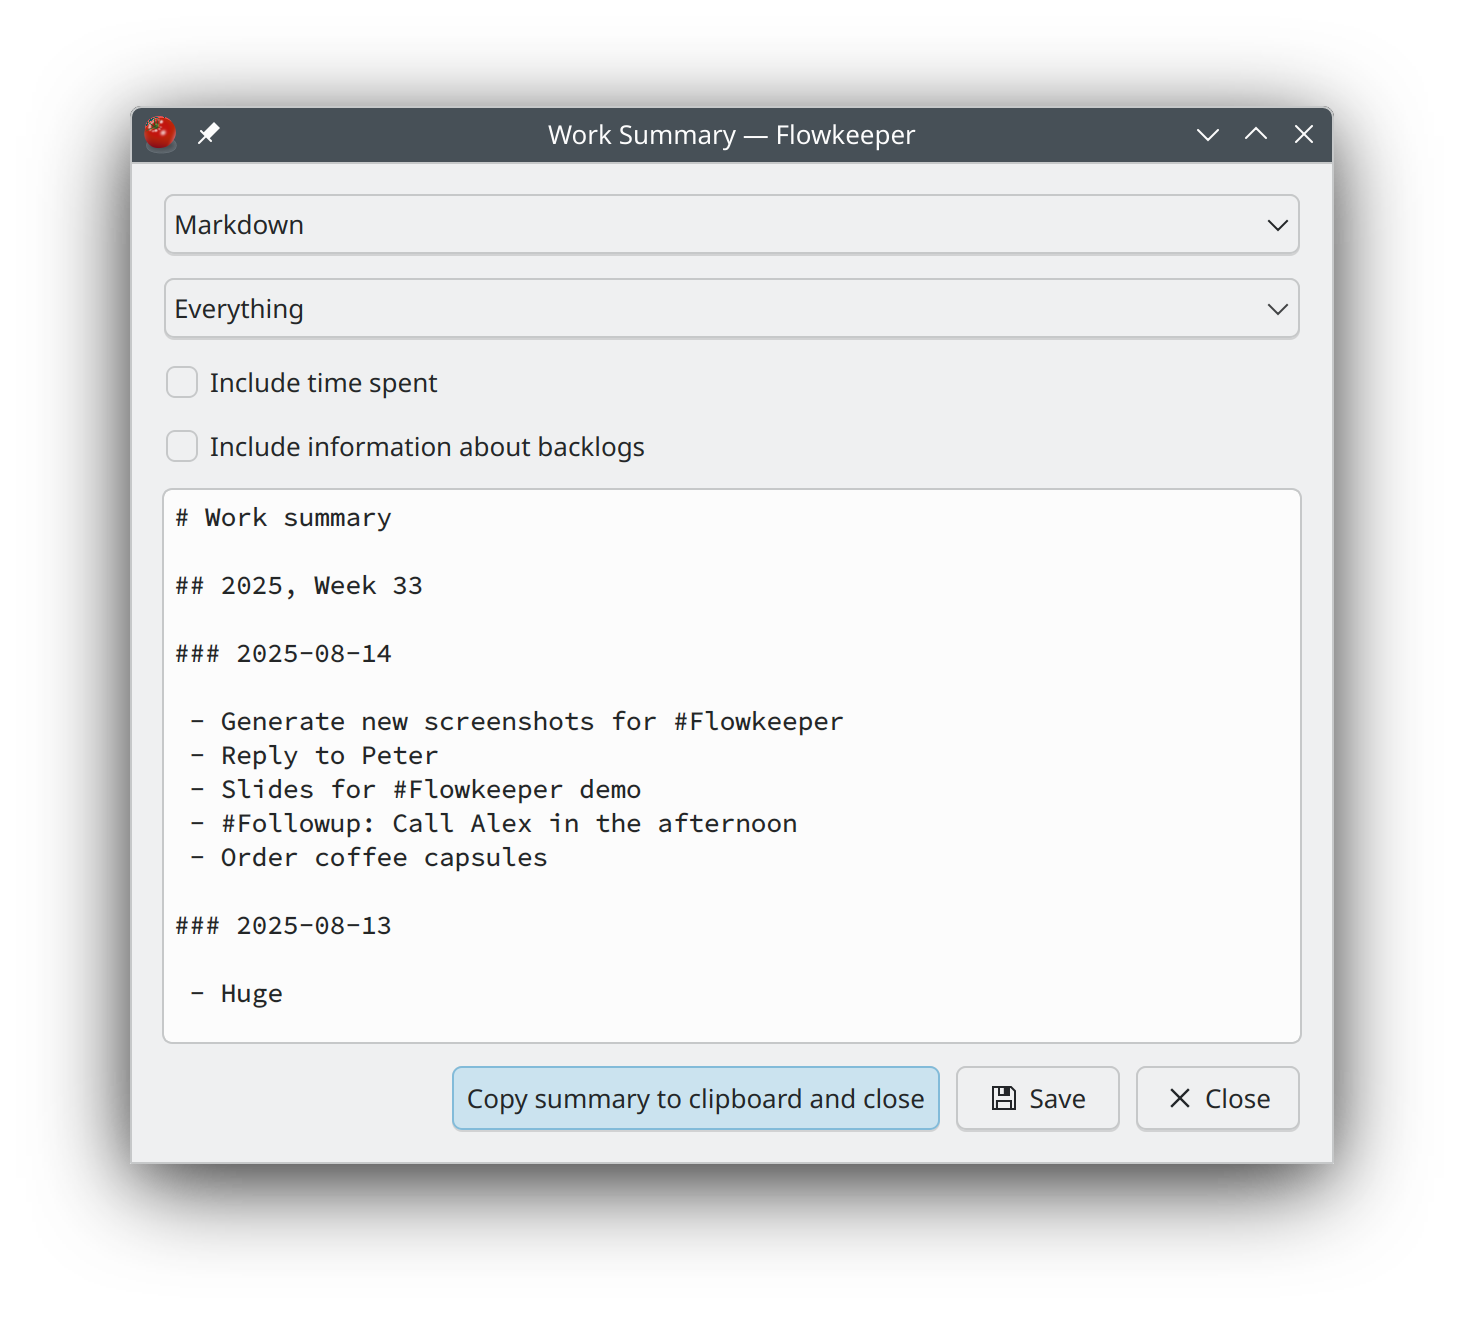 Work Summary — Flowkeeper
Markdown
Everything
Include time spent
Include information about backlogs
# Work summary
## 2025, Week 33
### 2025-08-14
- Generate new screenshots for #Flowkeeper
- Reply to Peter
- Slides for #Flowkeeper demo
- #Followup: Call Alex in the afternoon
- Order coffee capsules
### 2025-08-13
- Huge
Copy summary to clipboard and close
Save
Close